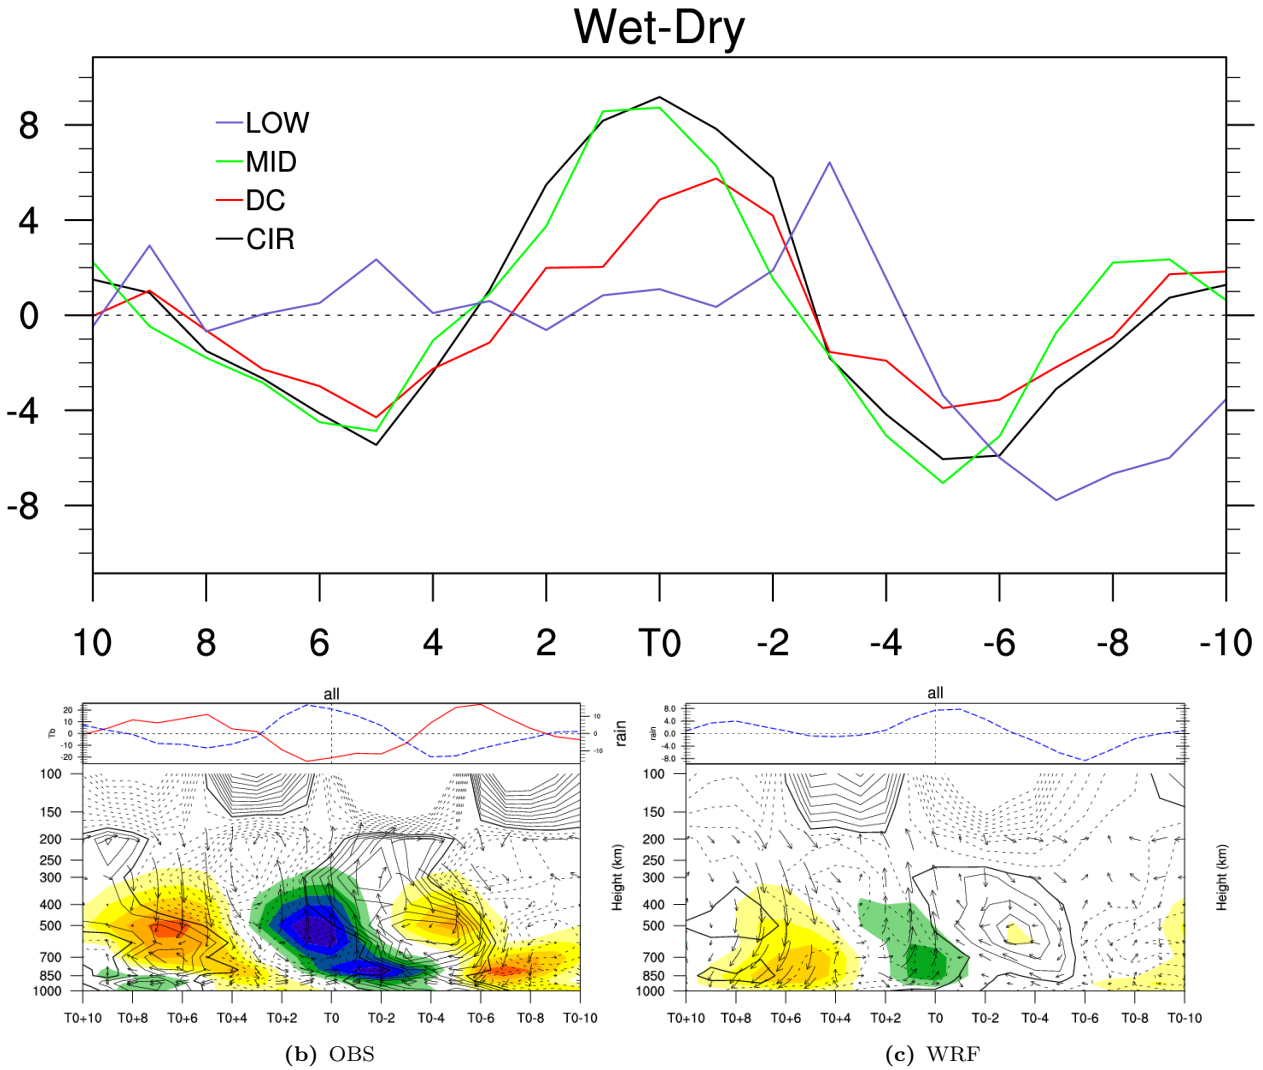 Wet-Dry
8
4
0
-4
-8
LOW
MID
DC
CIR
10 8 6 4 2 T0 -2 -4 -6 -8 -10
all
20
10
0
-10
-20
Tb
10
0
-10
rain
100
150
200
250
300
400
500
700
850
1000
Height (km)
T0+10 T0+8 T0+6 T0+4 T0+2 T0 T0-2 T0-4 T0-6 T0-8 T0-10
(b) OBS
all
8.0
4.0
0.0
-4.0
-8.0
rain
100
150
200
250
300
400
500
700
850
1000
Height (km)
T0+10 T0+8 T0+6 T0+4 T0+2 T0 T0-2 T0-4 T0-6 T0-8 T0-10
(c) WRF